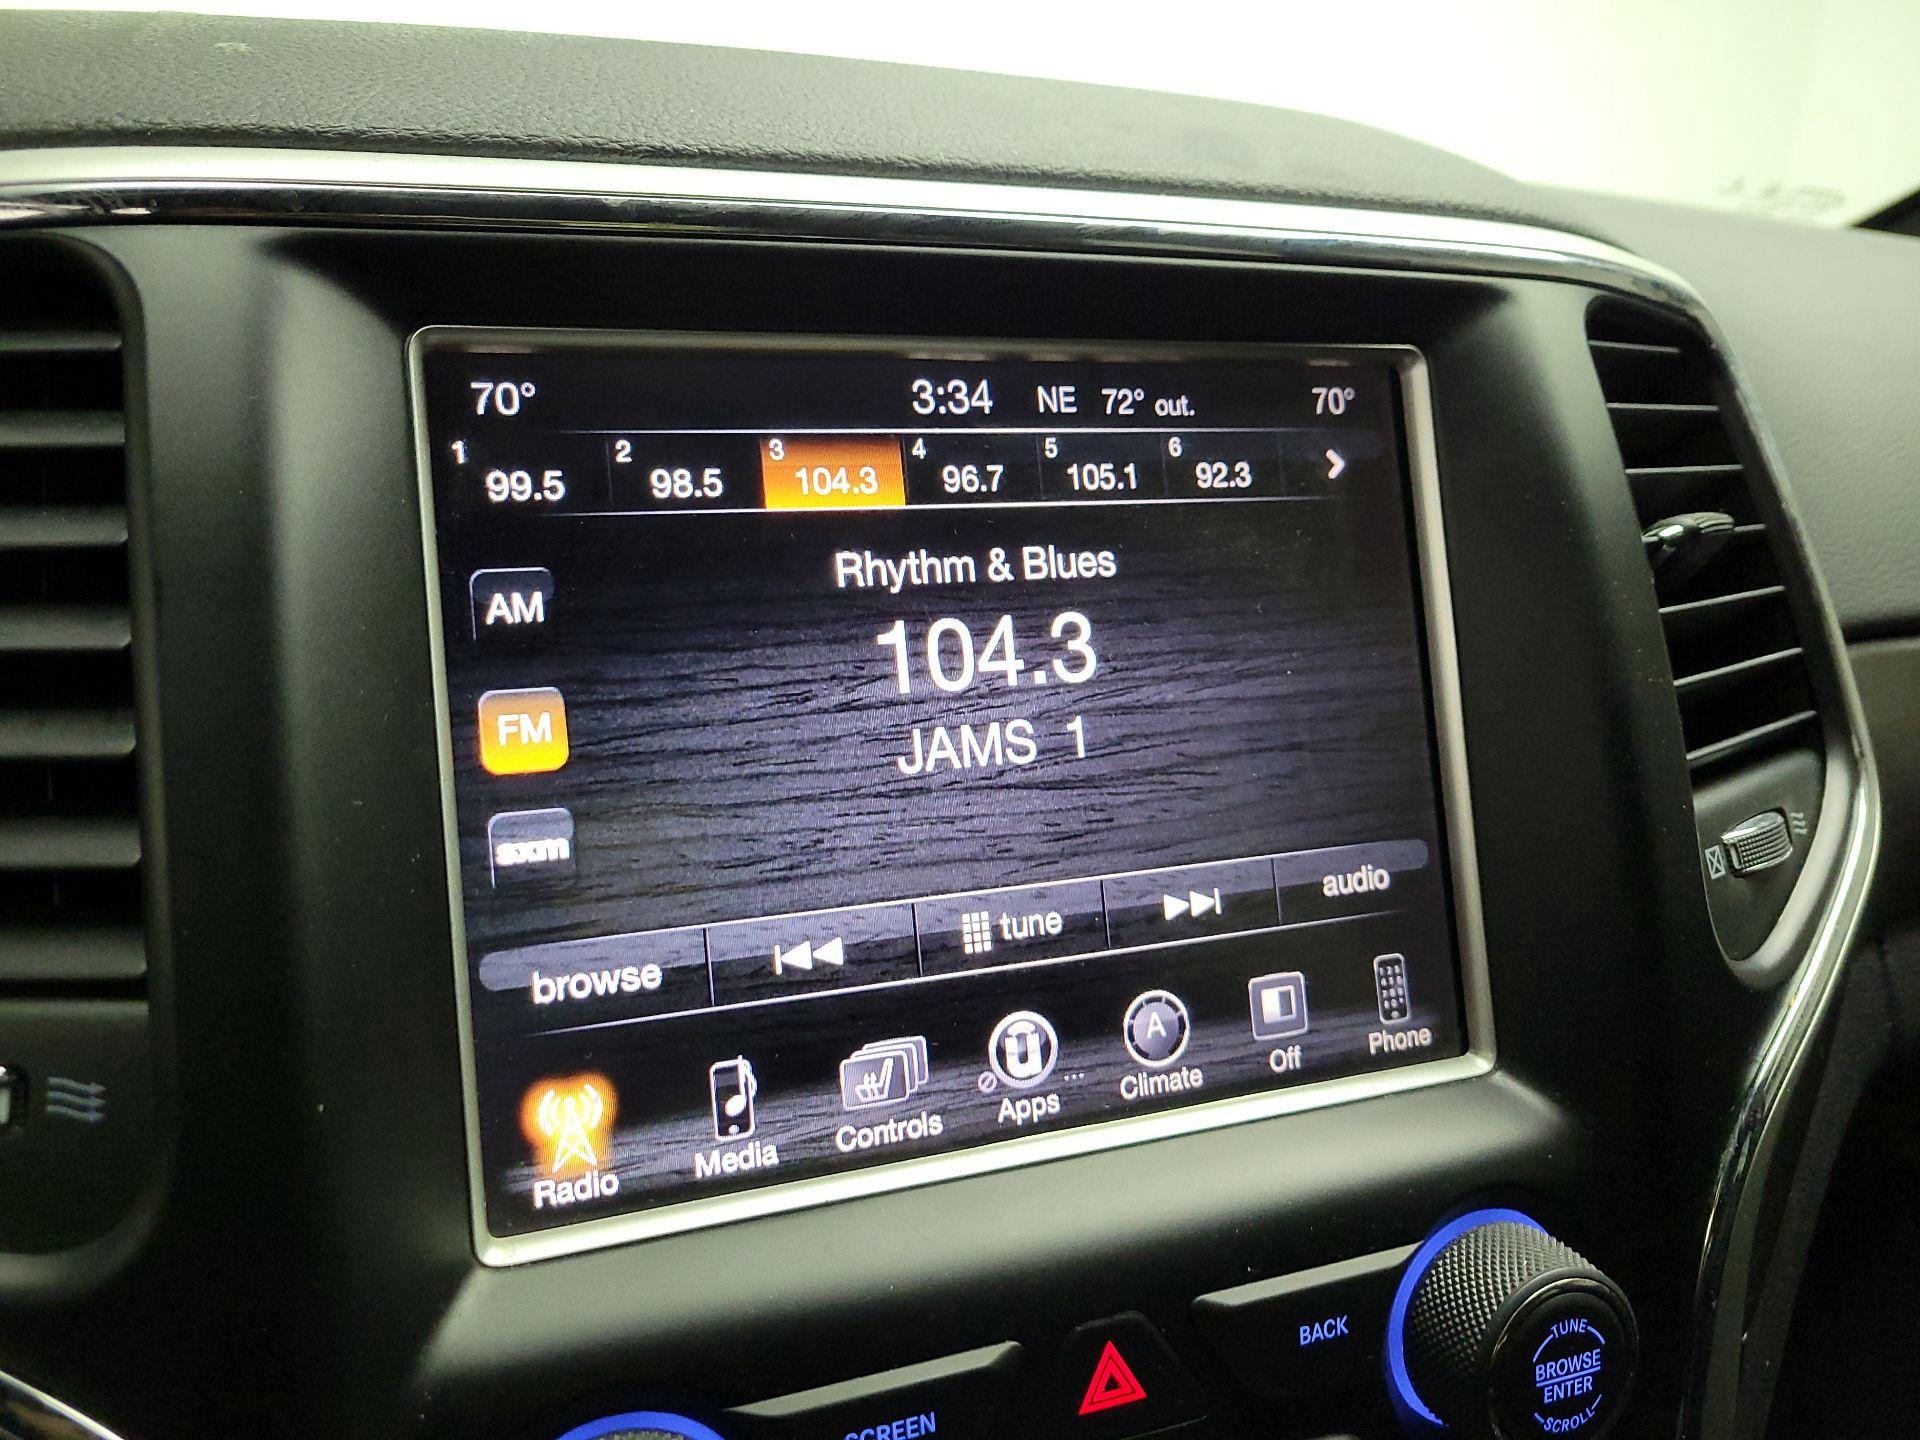 70° 3:34 NE 72° out. 70°
1 99.5 2 98.5 3 104.3 4 96.7 5 105.1 6 92.3
Rhythm & Blues
AM
104.3
FM
JAMS 1
sxm
browse tune audio
Radio Media Controls Apps ... Climate Off Phone
A
BACK
SCREEN
TUNE
BROWSE
ENTER
SCROLL